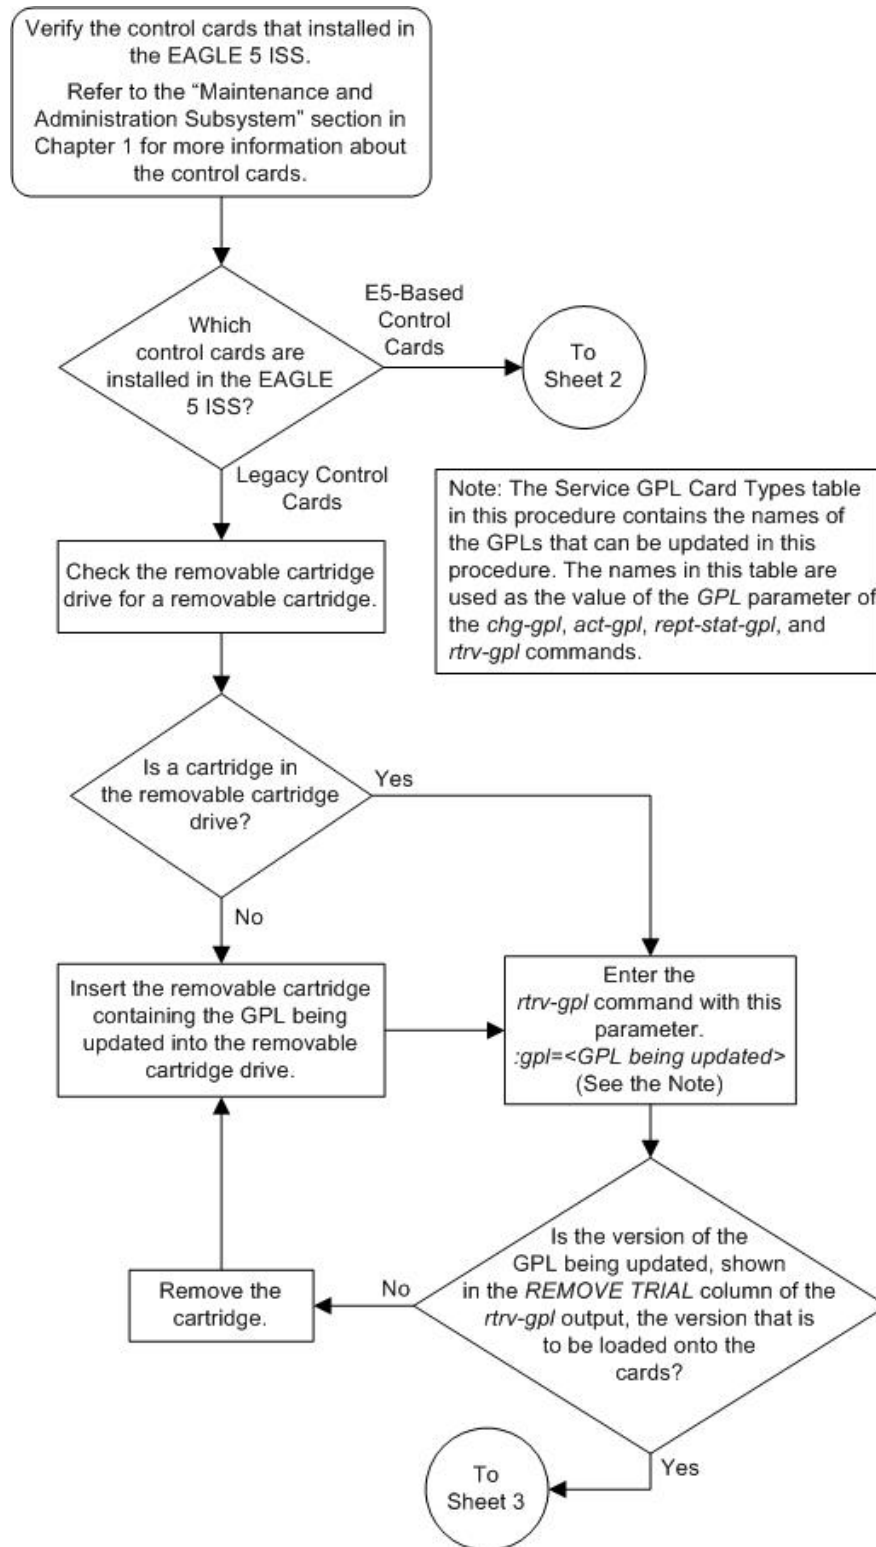 Verify the control cards that installed in
the EAGLE 5 ISS.
Refer to the “Maintenance and
Administration Subsystem” section in
Chapter 1 for more information about
the control cards.
Which
control cards are
installed in the EAGLE
5 ISS?
E5-Based
Control
Cards
To
Sheet 2
Legacy Control
Cards
Note: The Service GPL Card Types table
in this procedure contains the names of
the GPLs that can be updated in this
procedure. The names in this table are
used as the value of the GPL parameter of
the chg-gpl, act-gpl, rept-stat-gpl, and
rtrv-gpl commands.
Check the removable cartridge
drive for a removable cartridge.
Is a cartridge in
the removable cartridge
drive?
Yes
No
Insert the removable cartridge
containing the GPL being
updated into the removable
cartridge drive.
Enter the
rtrv-gpl command with this
parameter.
:gpl=<GPL being updated>
(See the Note)
Is the version of the
GPL being updated, shown
in the REMOVE TRIAL column of the
rtrv-gpl output, the version that is
to be loaded onto the
cards?
No
Remove the
cartridge.
Yes
To
Sheet 3